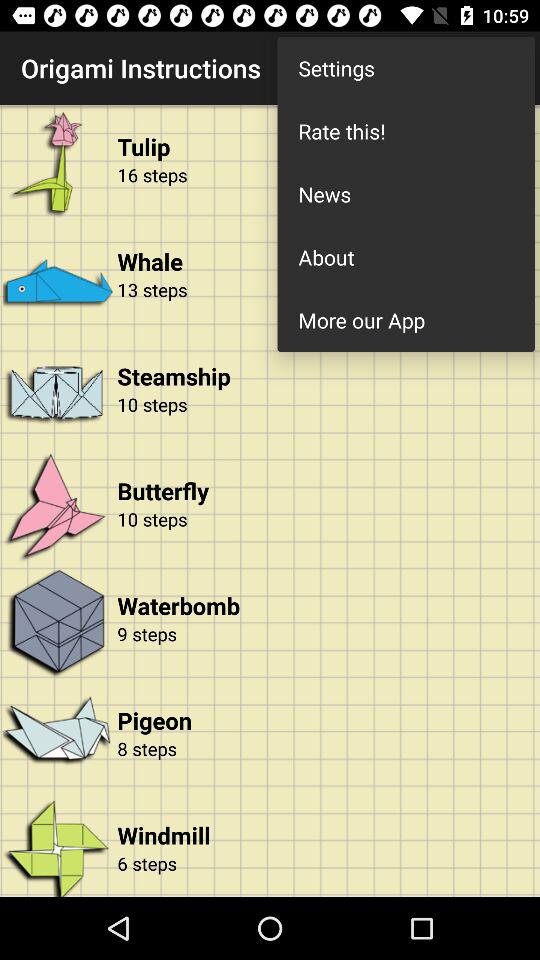 10:59
Origami Instructions
Settings
Rate this!
News
About
More our App
Tulip
16 steps
Whale
13 steps
Steamship
10 steps
Butterfly
10 steps
Waterbomb
9 steps
Pigeon
8 steps
Windmill
6 steps